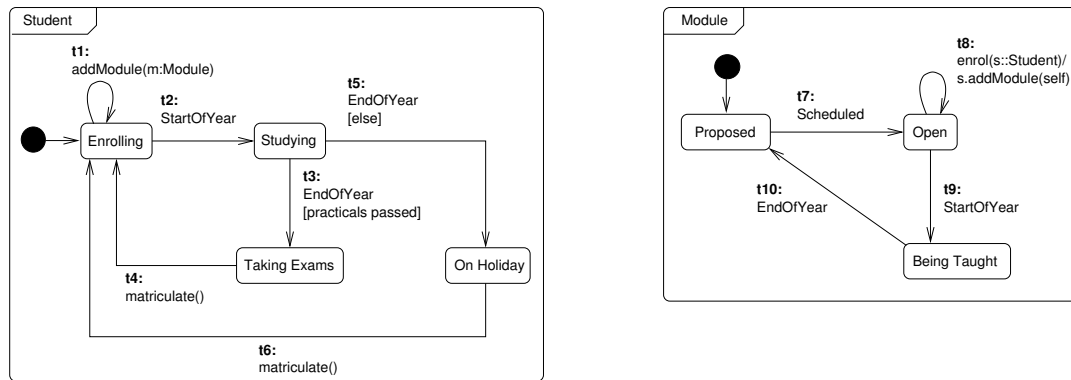 Student
t1:
addModule(m:Module)
t2:
StartOfYear
t5:
EndOfYear
[else]
Enrolling
Studying
t3:
EndOfYear
[practicals passed]
Taking Exams
On Holiday
t4:
matriculate()
t6:
matriculate()
Module
t8:
enrol(s::Student)/
s.addModule(self)
t7:
Scheduled
Proposed
Open
t10:
EndOfYear
t9:
StartOfYear
Being Taught